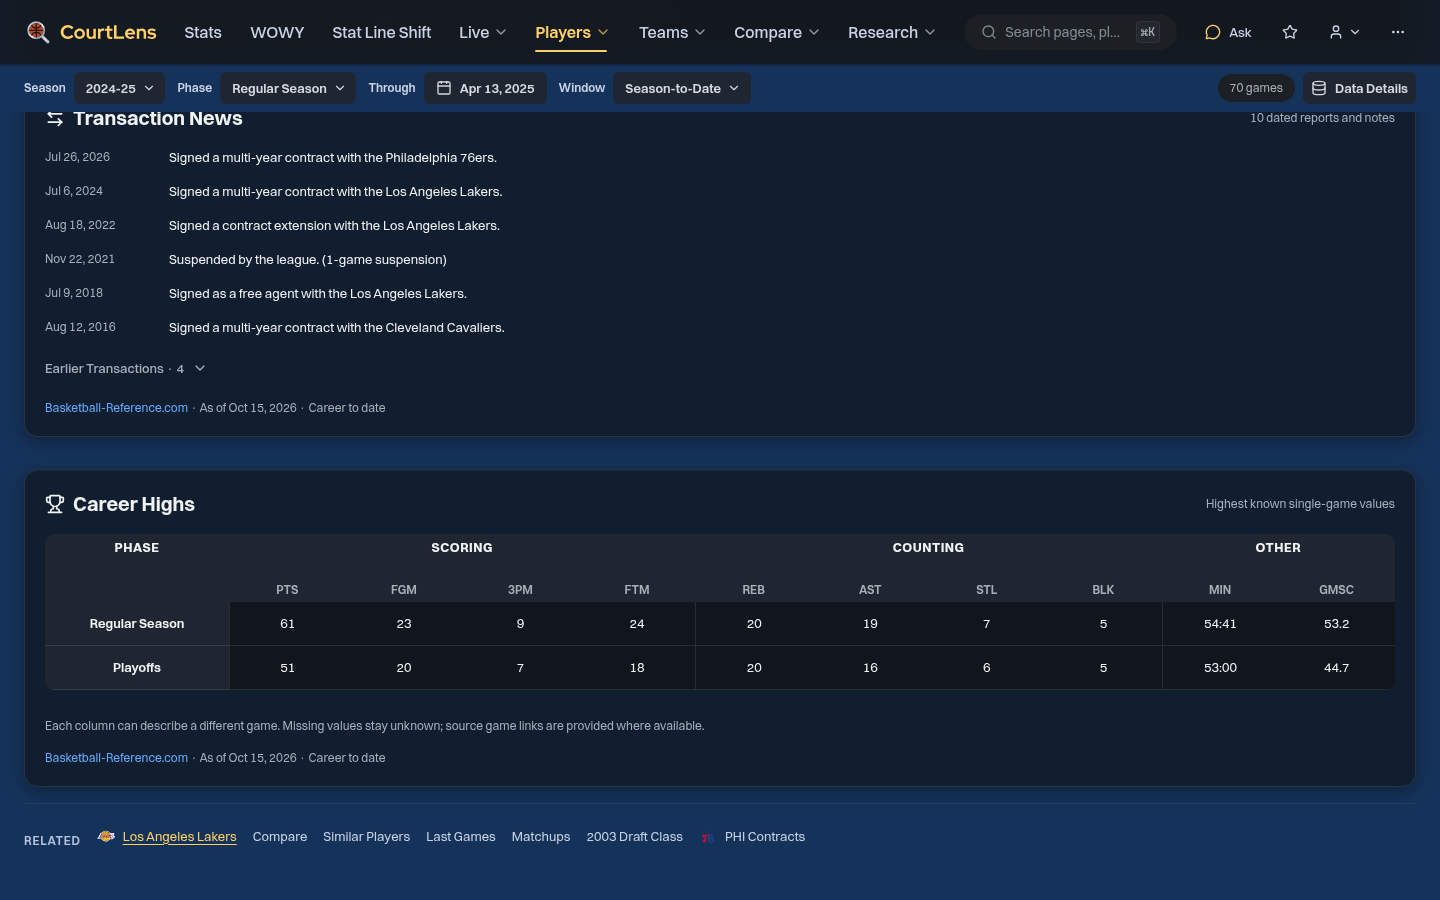 CourtLens Stats WOWY Stat Line Shift Live Players Teams Compare Research Search pages, pl... ⌘K Ask
Season 2024-25 Phase Regular Season Through Apr 13, 2025 Window Season-to-Date 70 games Data Details
Transaction News 10 dated reports and notes
Jul 26, 2026 Signed a multi-year contract with the Philadelphia 76ers.
Jul 6, 2024 Signed a multi-year contract with the Los Angeles Lakers.
Aug 18, 2022 Signed a contract extension with the Los Angeles Lakers.
Nov 22, 2021 Suspended by the league. (1-game suspension)
Jul 9, 2018 Signed as a free agent with the Los Angeles Lakers.
Aug 12, 2016 Signed a multi-year contract with the Cleveland Cavaliers.
Earlier Transactions · 4
Basketball-Reference.com · As of Oct 15, 2026 · Career to date
Career Highs Highest known single-game values
PHASE SCORING COUNTING OTHER
PTS FGM 3PM FTM REB AST STL BLK MIN GMSC
Regular Season 61 23 9 24 20 19 7 5 54:41 53.2
Playoffs 51 20 7 18 20 16 6 5 53:00 44.7
Each column can describe a different game. Missing values stay unknown; source game links are provided where available.
Basketball-Reference.com · As of Oct 15, 2026 · Career to date
RELATED Los Angeles Lakers Compare Similar Players Last Games Matchups 2003 Draft Class PHI Contracts